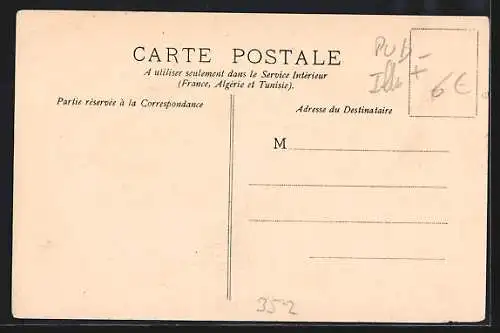 CARTE POSTALE
A utiliser seulement dans le Service Intérieur
(France, Algérie et Tunisie).
Partie réservée à la Correspondance
Adresse du Destinataire
M
PUB
6€
352